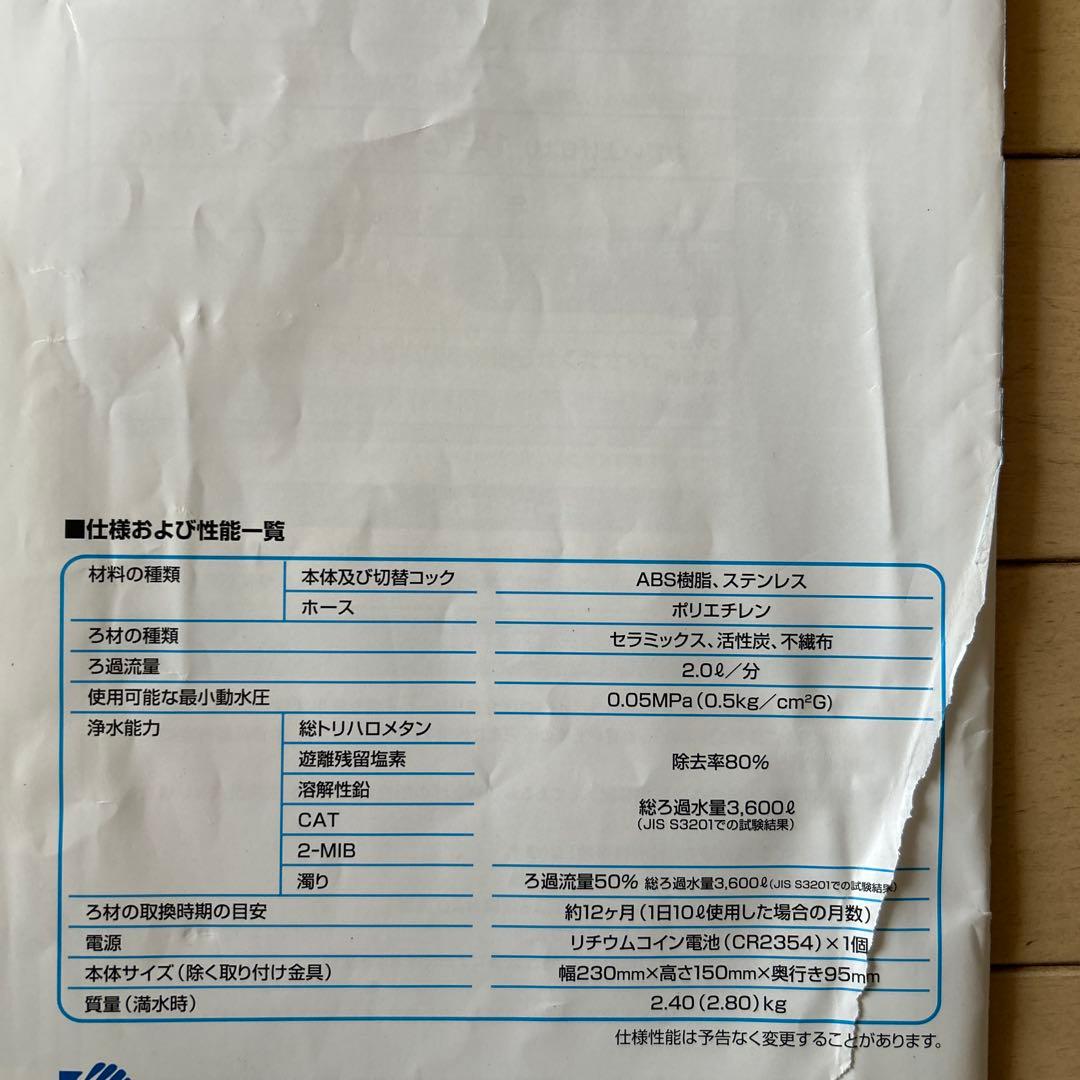 ■仕様および性能一覧
材料の種類 本体及び切替コック ABS樹脂、ステンレス
ホース ポリエチレン
ろ材の種類 セラミックス、活性炭、不繊布
ろ過流量 2.0ℓ／分
使用可能な最小動水圧 0.05MPa(0.5kg／cm²G)
浄水能力 総トリハロメタン
遊離残留塩素 除去率80%
溶解性鉛
CAT 総ろ過水量3,600ℓ
(JIS S3201での試験結果)
2-MIB
濁り ろ過流量50% 総ろ過水量3,600ℓ(JIS S3201での試験結果)
ろ材の取換時期の目安 約12ヶ月(1日10ℓ使用した場合の月数)
電源 リチウムコイン電池(CR2354)×1個
本体サイズ(除く取り付け金具) 幅230mm×高さ150mm×奥行き95mm
質量(満水時) 2.40(2.80)kg
仕様性能は予告なく変更することがあります。